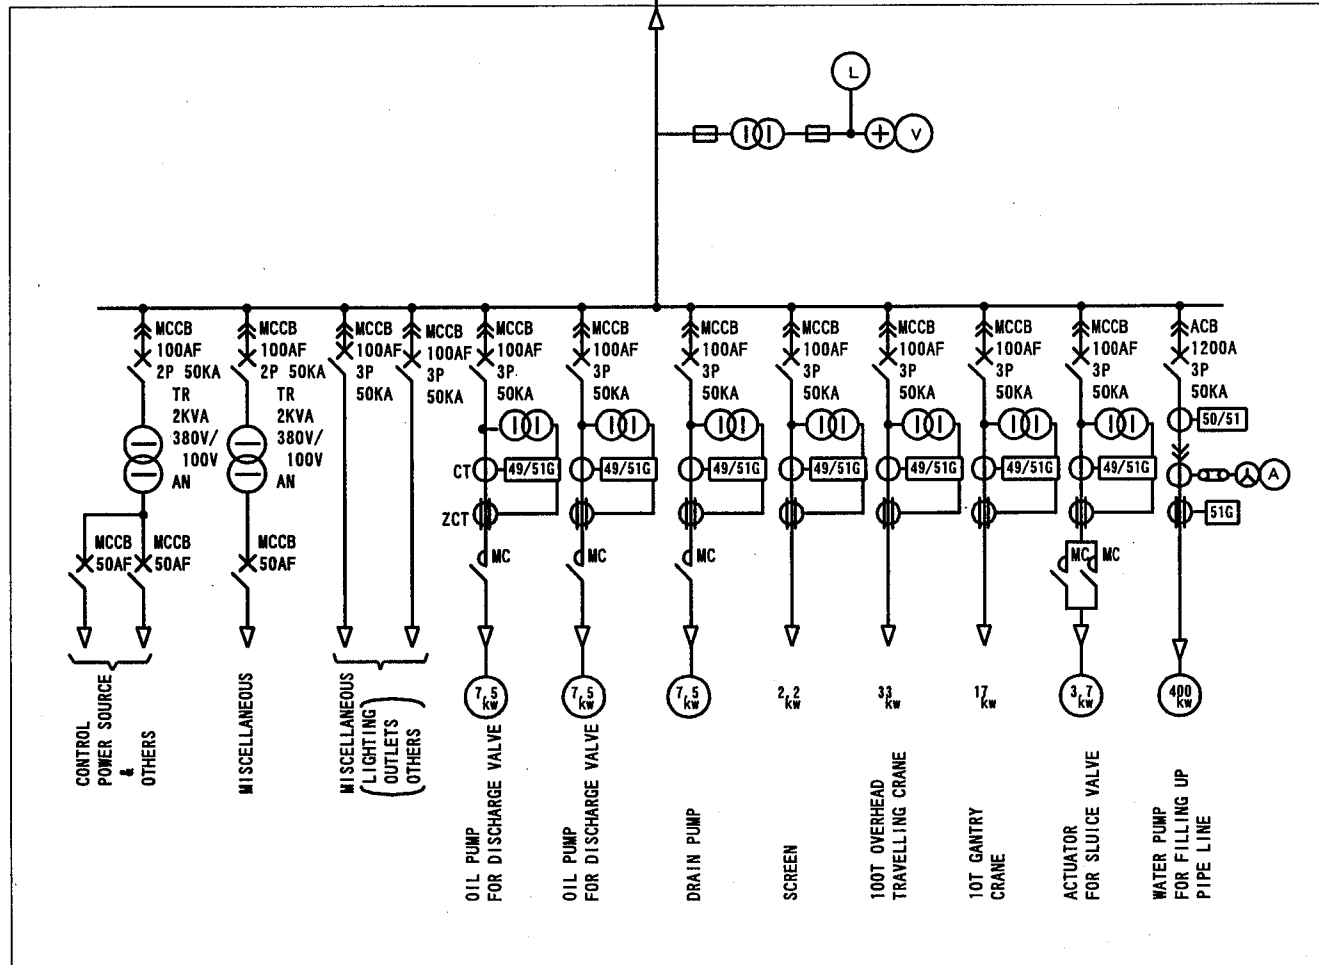 L
V
MCCB
100AF
2P 50KA
TR
2KVA
380V/
100V
AN
MCCB
50AF
MCCB
50AF
CONTROL
POWER SOURCE
&
OTHERS
MCCB
100AF
2P 50KA
TR
2KVA
380V/
100V
AN
MCCB
50AF
MISCELLANEOUS
MCCB
100AF
3P
50KA
MCCB
100AF
3P
50KA
MISCELLANEOUS
(LIGHTING
OUTLETS
OTHERS)
MCCB
100AF
3P
50KA
CT
49/51G
ZCT
MC
7,5
kw
OIL PUMP
FOR DISCHARGE VALVE
MCCB
100AF
3P
50KA
49/51G
MC
7,5
kw
OIL PUMP
FOR DISCHARGE VALVE
MCCB
100AF
3P
50KA
49/51G
MC
7,5
kw
DRAIN PUMP
MCCB
100AF
3P
50KA
49/51G
2,2
kw
SCREEN
MCCB
100AF
3P
50KA
49/51G
33
kw
100T OVERHEAD
TRAVELLING CRANE
MCCB
100AF
3P
50KA
49/51G
17
kw
10T GANTRY
CRANE
MCCB
100AF
3P
50KA
49/51G
MC
MC
3,7
kw
ACTUATOR
FOR SLUICE VALVE
ACB
1200A
3P
50KA
50/51
A
51G
400
kw
WATER PUMP
FOR FILLING UP
PIPE LINE